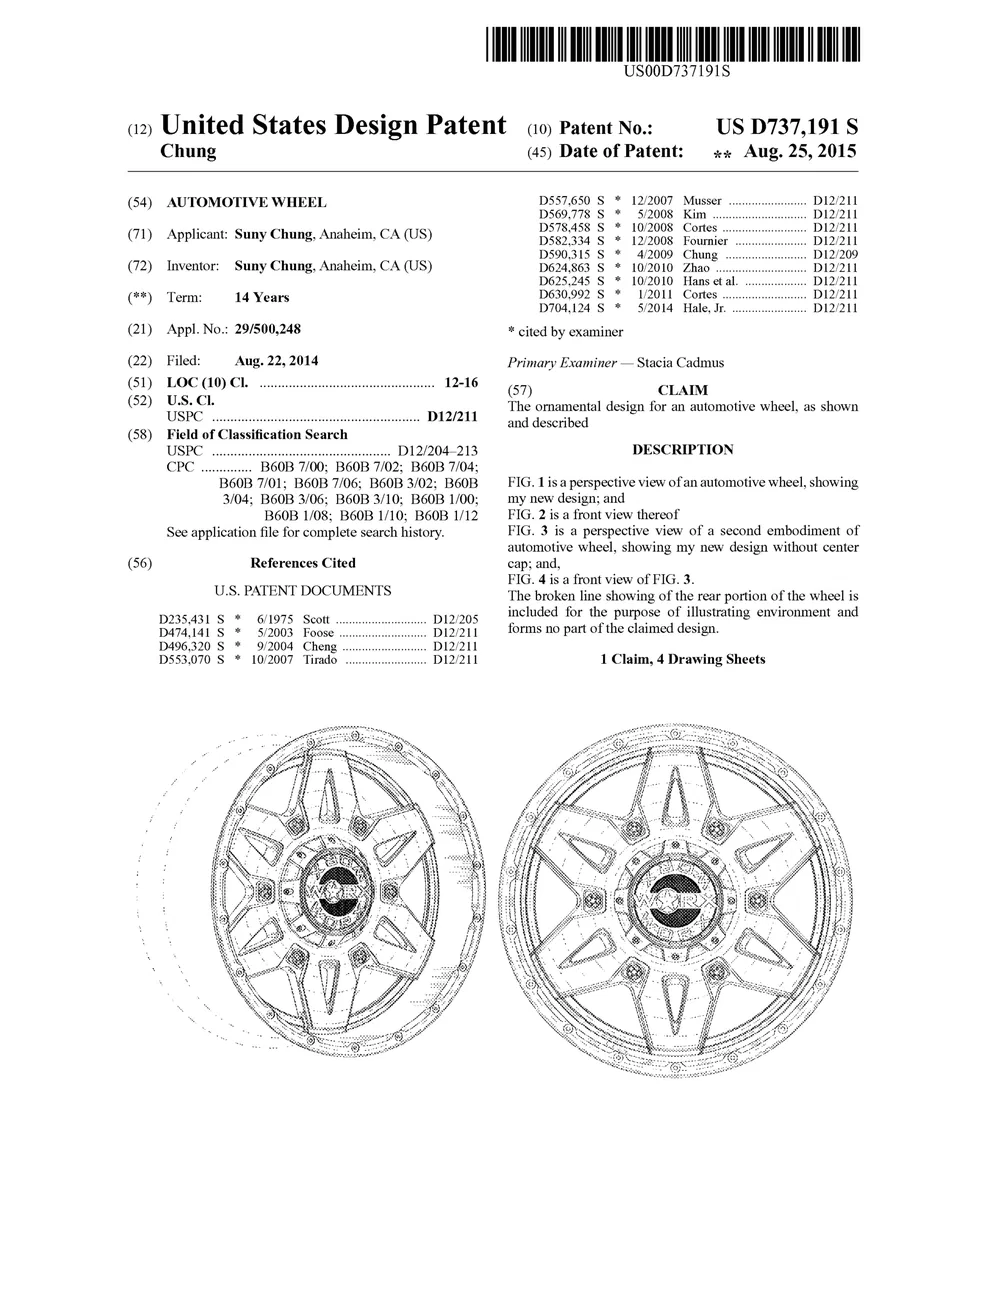 US00D737191S
(12) United States Design Patent
Chung
(10) Patent No.: US D737,191 S
(45) Date of Patent: ** Aug. 25, 2015
(54) AUTOMOTIVE WHEEL
(71) Applicant: Suny Chung, Anaheim, CA (US)
(72) Inventor: Suny Chung, Anaheim, CA (US)
(**) Term: 14 Years
(21) Appl. No.: 29/500,248
(22) Filed: Aug. 22, 2014
(51) LOC (10) Cl. ................................................ 12-16
(52) U.S. Cl.
USPC ........................................................ D12/211
(58) Field of Classification Search
USPC ................................................ D12/204–213
CPC ............. B60B 7/00; B60B 7/02; B60B 7/04;
B60B 7/01; B60B 7/06; B60B 3/02; B60B
3/04; B60B 3/06; B60B 3/10; B60B 1/00;
B60B 1/08; B60B 1/10; B60B 1/12
See application file for complete search history.
(56) References Cited
U.S. PATENT DOCUMENTS
D235,431 S * 6/1975 Scott ............................ D12/205
D474,141 S * 5/2003 Foose ........................... D12/211
D496,320 S * 9/2004 Cheng .......................... D12/211
D553,070 S * 10/2007 Tirado ......................... D12/211
D557,650 S * 12/2007 Musser ........................ D12/211
D569,778 S * 5/2008 Kim ............................. D12/211
D578,458 S * 10/2008 Cortes .......................... D12/211
D582,334 S * 12/2008 Fournier ...................... D12/211
D590,315 S * 4/2009 Chung ......................... D12/209
D624,863 S * 10/2010 Zhao ............................ D12/211
D625,245 S * 10/2010 Hans et al. ................... D12/211
D630,992 S * 1/2011 Cortes .......................... D12/211
D704,124 S * 5/2014 Hale, Jr. ....................... D12/211
* cited by examiner
Primary Examiner — Stacia Cadmus
(57) CLAIM
The ornamental design for an automotive wheel, as shown
and described
DESCRIPTION
FIG. 1 is a perspective view of an automotive wheel, showing
my new design; and
FIG. 2 is a front view thereof
FIG. 3 is a perspective view of a second embodiment of
automotive wheel, showing my new design without center
cap; and,
FIG. 4 is a front view of FIG. 3.
The broken line showing of the rear portion of the wheel is
included for the purpose of illustrating environment and
forms no part of the claimed design.
1 Claim, 4 Drawing Sheets
WORX
WORX